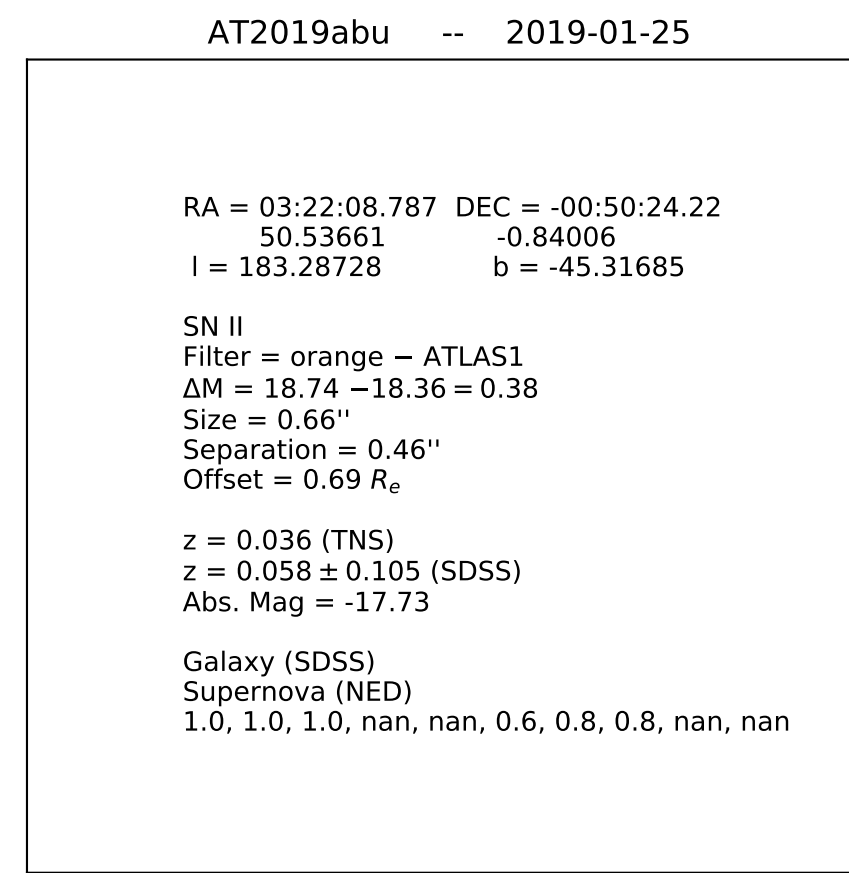 AT2019abu -- 2019-01-25
RA = 03:22:08.787 DEC = -00:50:24.22
50.53661 -0.84006
l = 183.28728 b = -45.31685
SN II
Filter = orange − ATLAS1
ΔM = 18.74 −18.36 = 0.38
Size = 0.66''
Separation = 0.46''
Offset = 0.69 Rₑ
z = 0.036 (TNS)
z = 0.058 ± 0.105 (SDSS)
Abs. Mag = -17.73
Galaxy (SDSS)
Supernova (NED)
1.0, 1.0, 1.0, nan, nan, 0.6, 0.8, 0.8, nan, nan